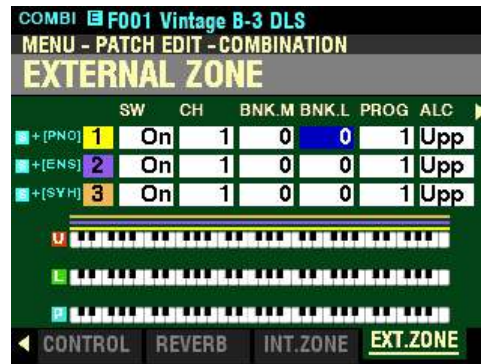 COMBI E F001 Vintage B-3 DLS
MENU - PATCH EDIT - COMBINATION
EXTERNAL ZONE
SW CH BNK.M BNK.L PROG ALC
S + [PNO] 1 On 1 0 0 1 Upp
S + [ENS] 2 On 1 0 0 1 Upp
S + [SYH] 3 On 1 0 0 1 Upp
U
L
P
CONTROL REVERB INT.ZONE EXT.ZONE